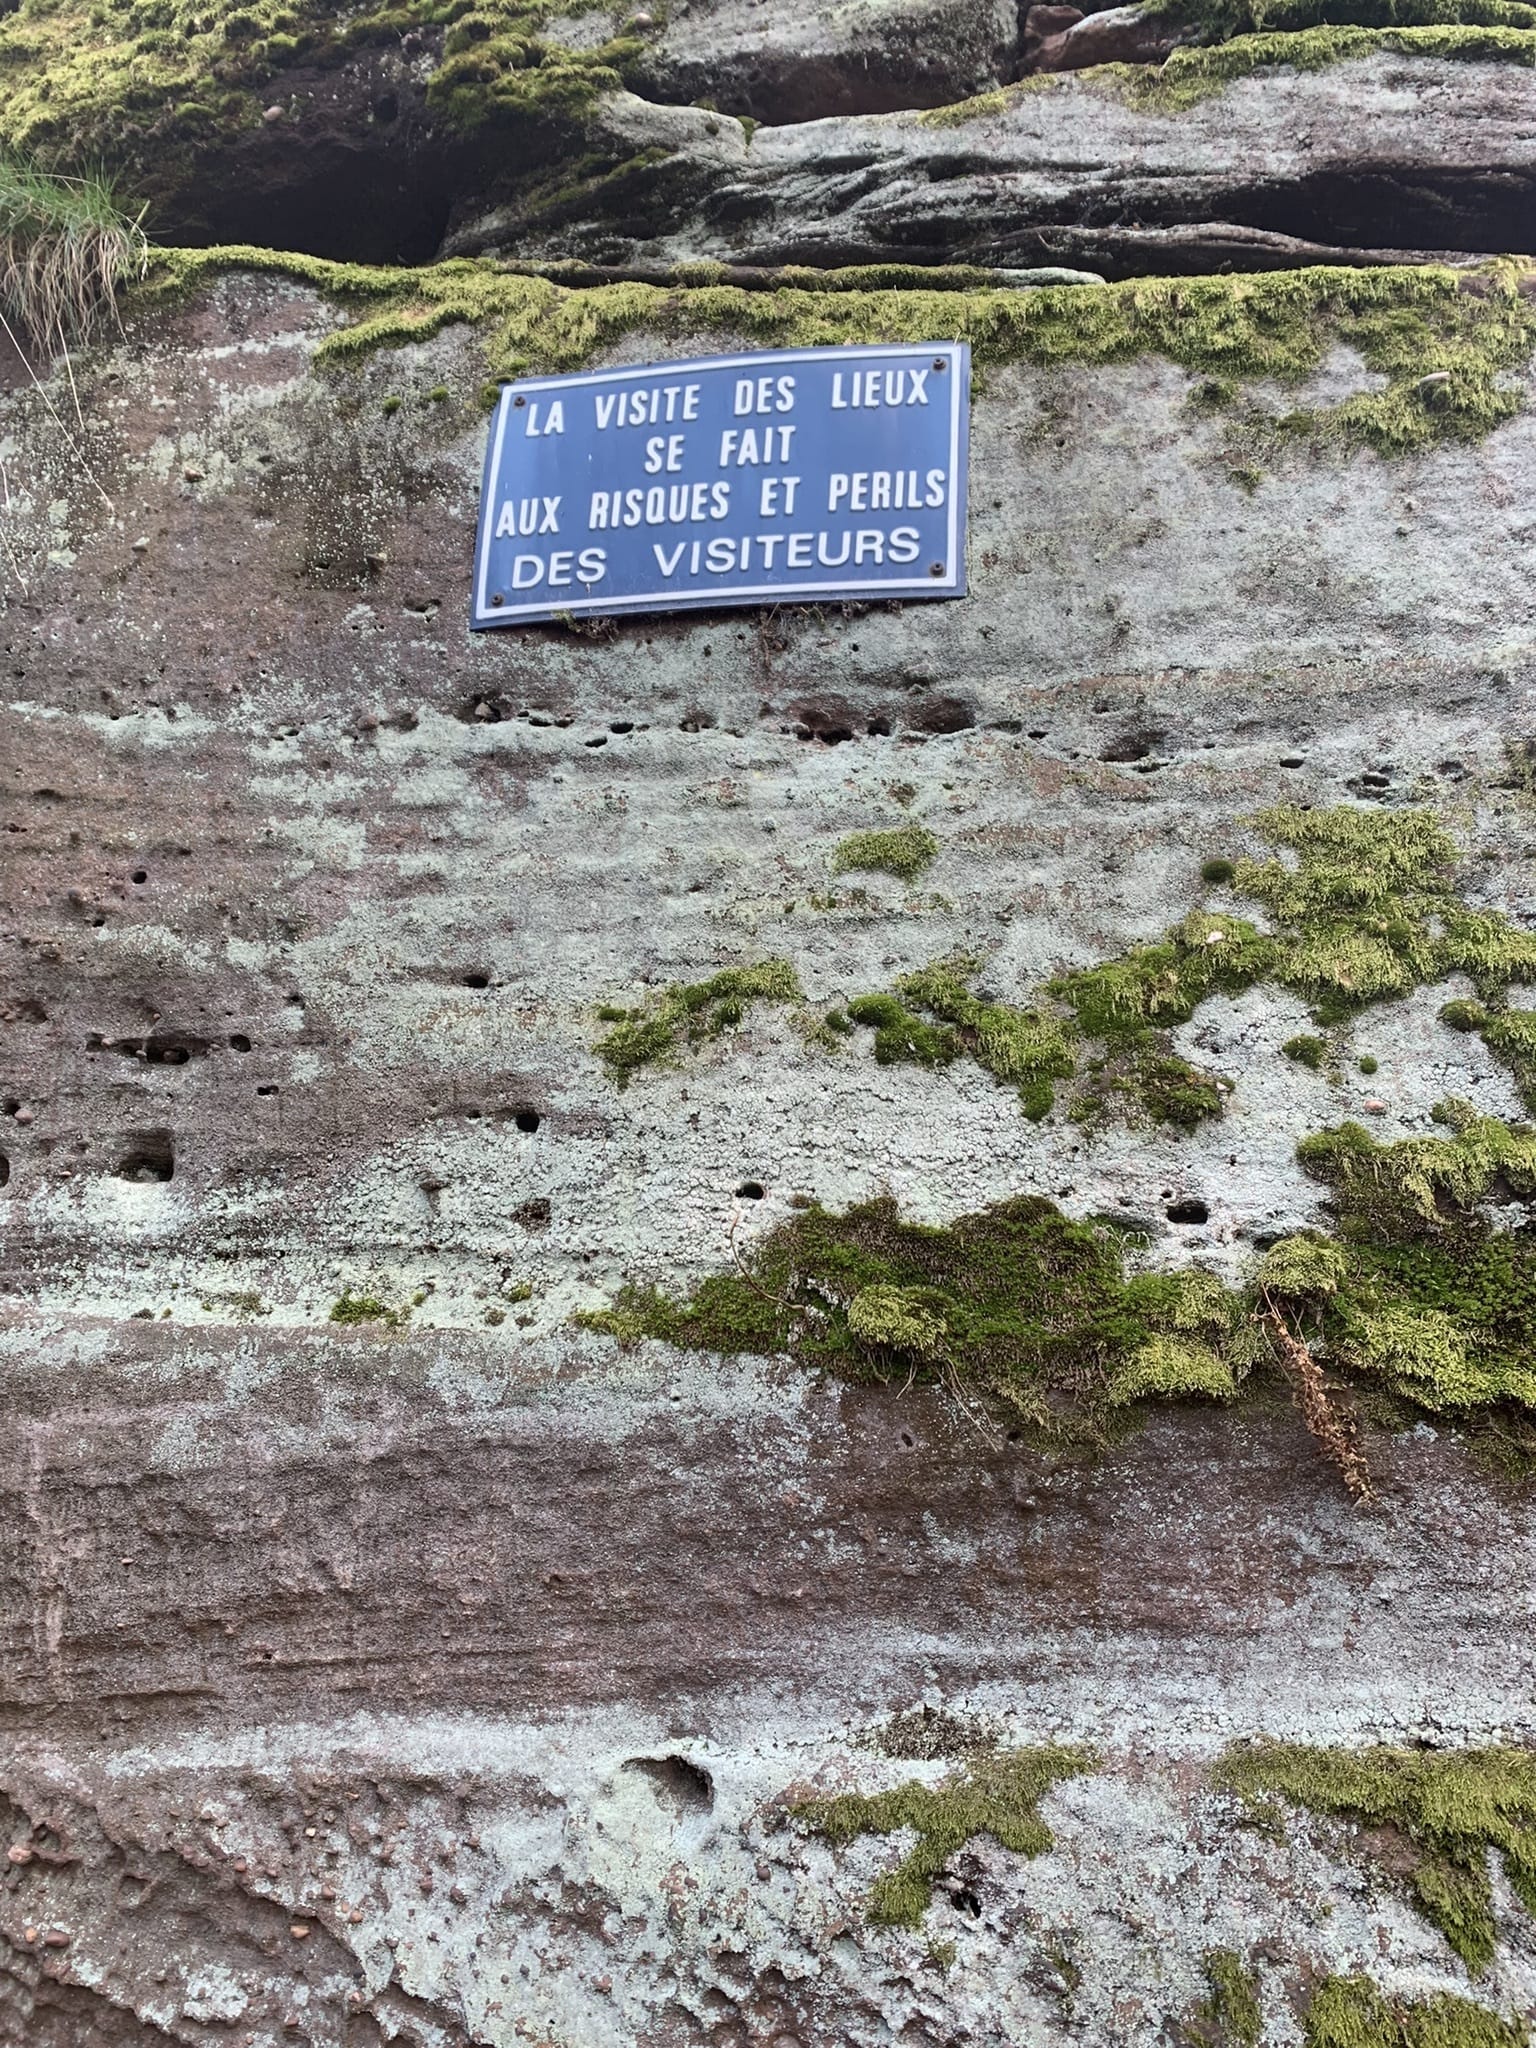 LA VISITE DES LIEUX
SE FAIT
AUX RISQUES ET PERILS
DES VISITEURS